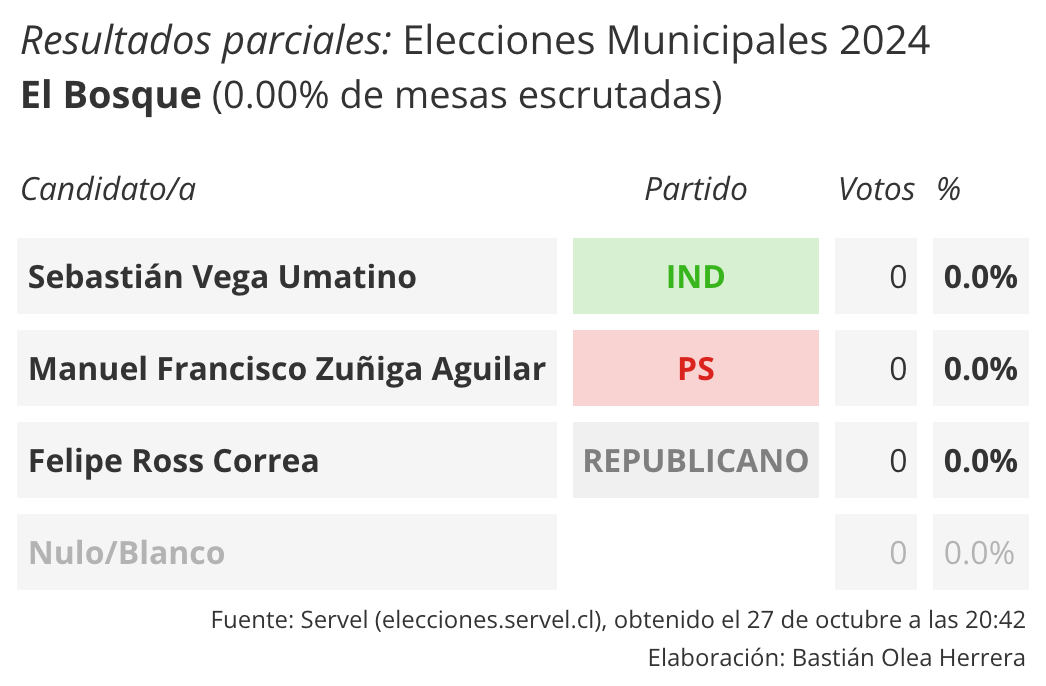 Resultados parciales: Elecciones Municipales 2024
El Bosque (0.00% de mesas escrutadas)
Candidato/a Partido Votos %
Sebastián Vega Umatino IND 0 0.0%
Manuel Francisco Zuñiga Aguilar PS 0 0.0%
Felipe Ross Correa REPUBLICANO 0 0.0%
Nulo/Blanco 0 0.0%
Fuente: Servel (elecciones.servel.cl), obtenido el 27 de octubre a las 20:42
Elaboración: Bastián Olea Herrera